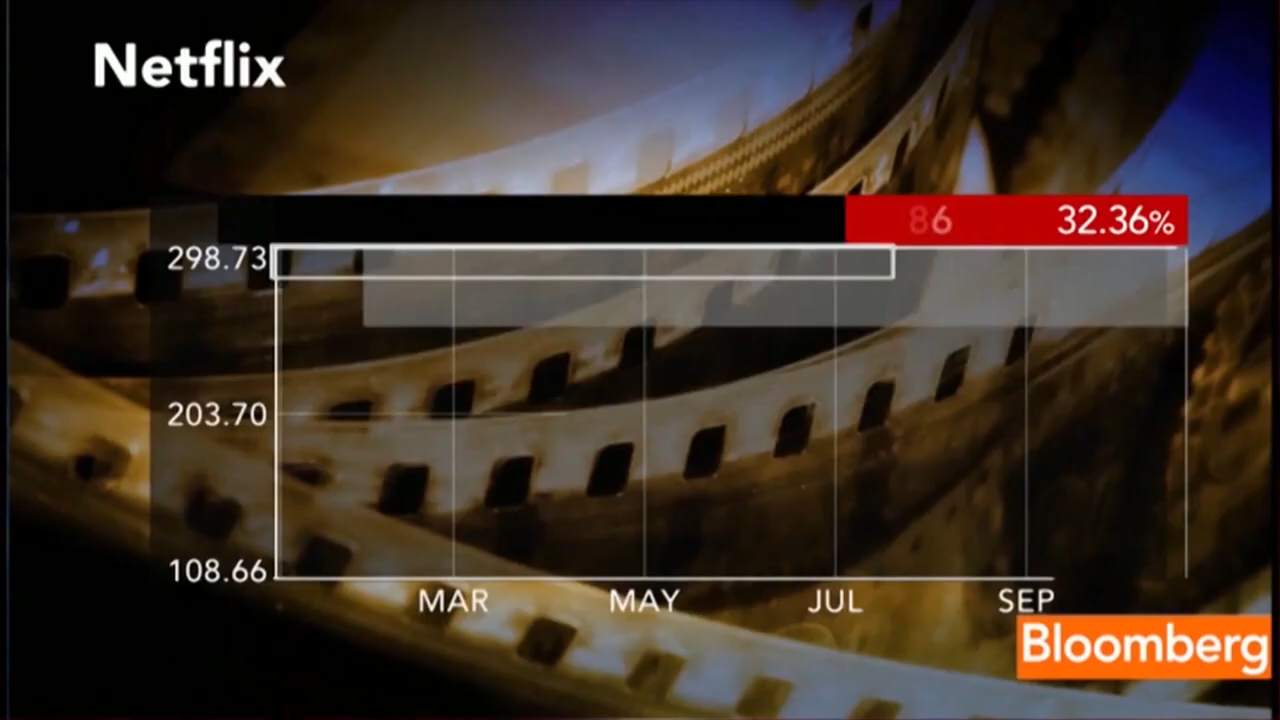 Netflix
86 32.36%
298.73
203.70
108.66
MAR MAY JUL SEP
Bloomberg